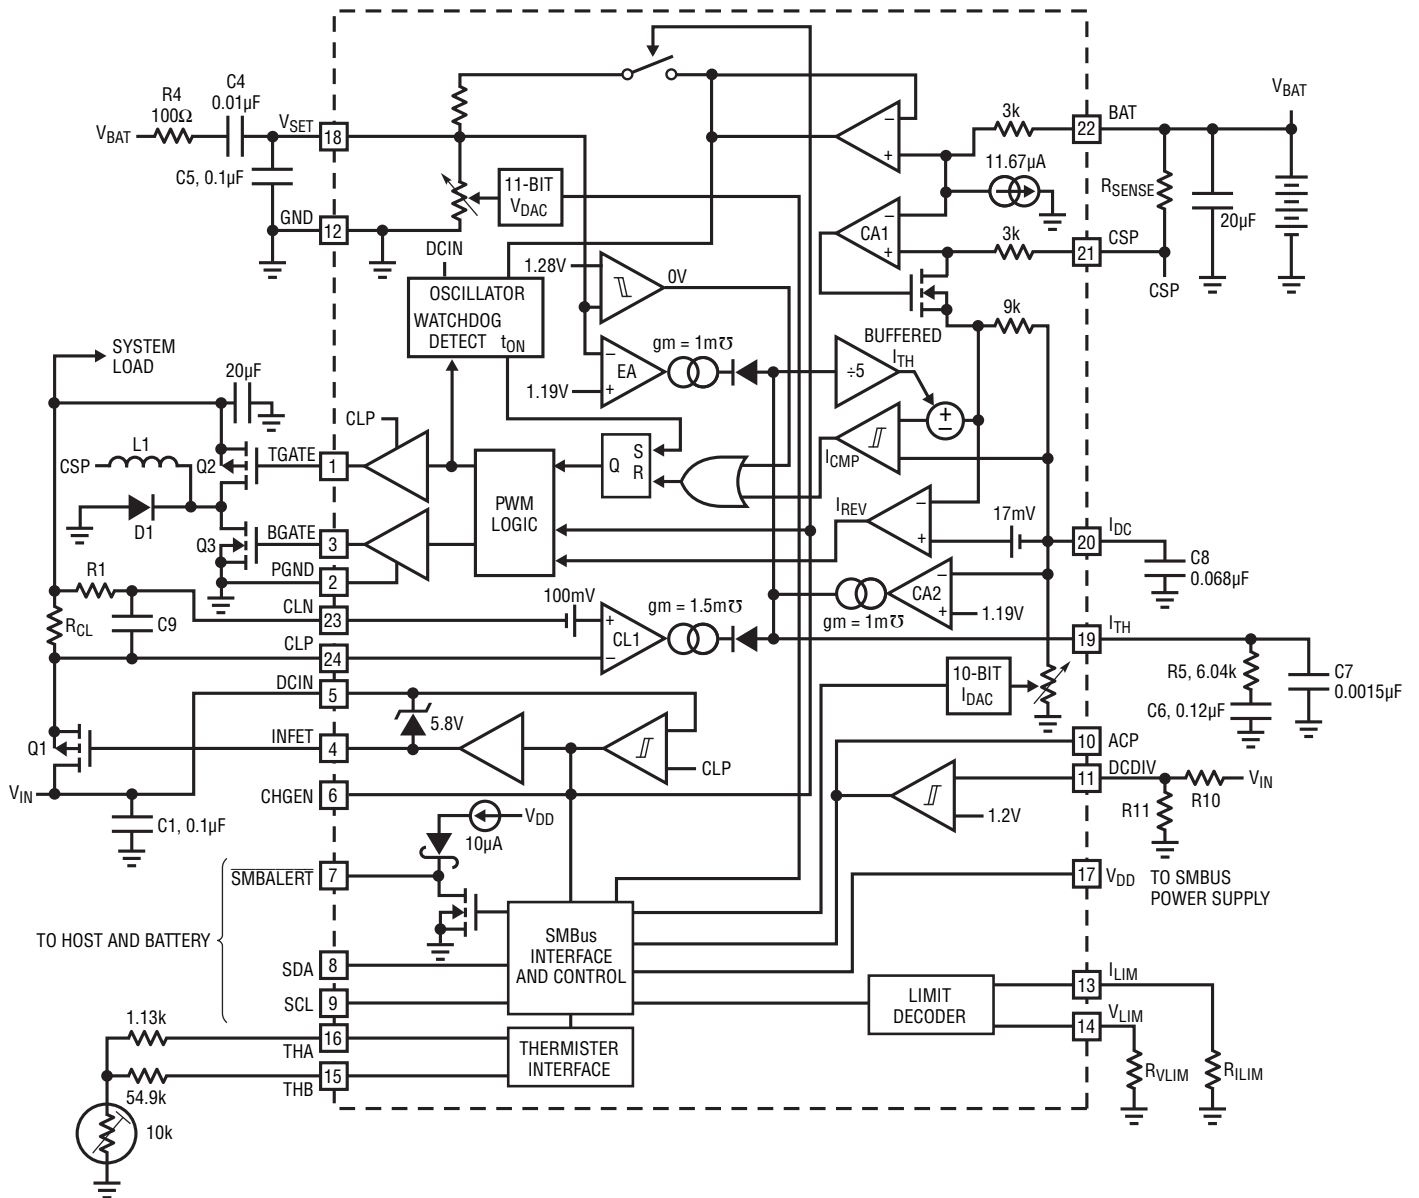 R4
100Ω
C4
0.01µF
VBAT
VSET
18
C5, 0.1µF
GND
12
11-BIT
VDAC
DCIN
OSCILLATOR
WATCHDOG
DETECT tON
1.28V
0V
EA
1.19V
gm = 1m℧
–
+
CA1
–
+
–
+
3k
11.67µA
3k
9k
22
BAT
21
CSP
VBAT
RSENSE
20µF
CSP
BUFFERED
ITH
÷5
+
–
ICMP
SYSTEM
LOAD
20µF
CLP
L1
CSP
Q2
TGATE
1
D1
Q3
BGATE
3
PGND
2
PWM
LOGIC
Q
S
R
IREV
–
+
17mV
20
IDC
C8
0.068µF
R1
CLN
23
RCL
C9
CLP
24
100mV
+
CL1
–
gm = 1.5m℧
gm = 1m℧
CA2
–
+
1.19V
19
ITH
R5, 6.04k
C7
0.0015µF
C6, 0.12µF
10-BIT
IDAC
DCIN
5
5.8V
INFET
4
Q1
CLP
VIN
CHGEN
6
C1, 0.1µF
10
ACP
11
DCDIV
VIN
R10
R11
1.2V
10µA
VDD
SMBALERT
7
17
VDD
TO SMBUS
POWER SUPPLY
TO HOST AND BATTERY
SMBus
INTERFACE
AND CONTROL
SDA
8
SCL
9
LIMIT
DECODER
13
ILIM
14
VLIM
RVLIM
RILIM
1.13k
THA
16
THERMISTER
INTERFACE
THB
15
54.9k
10k